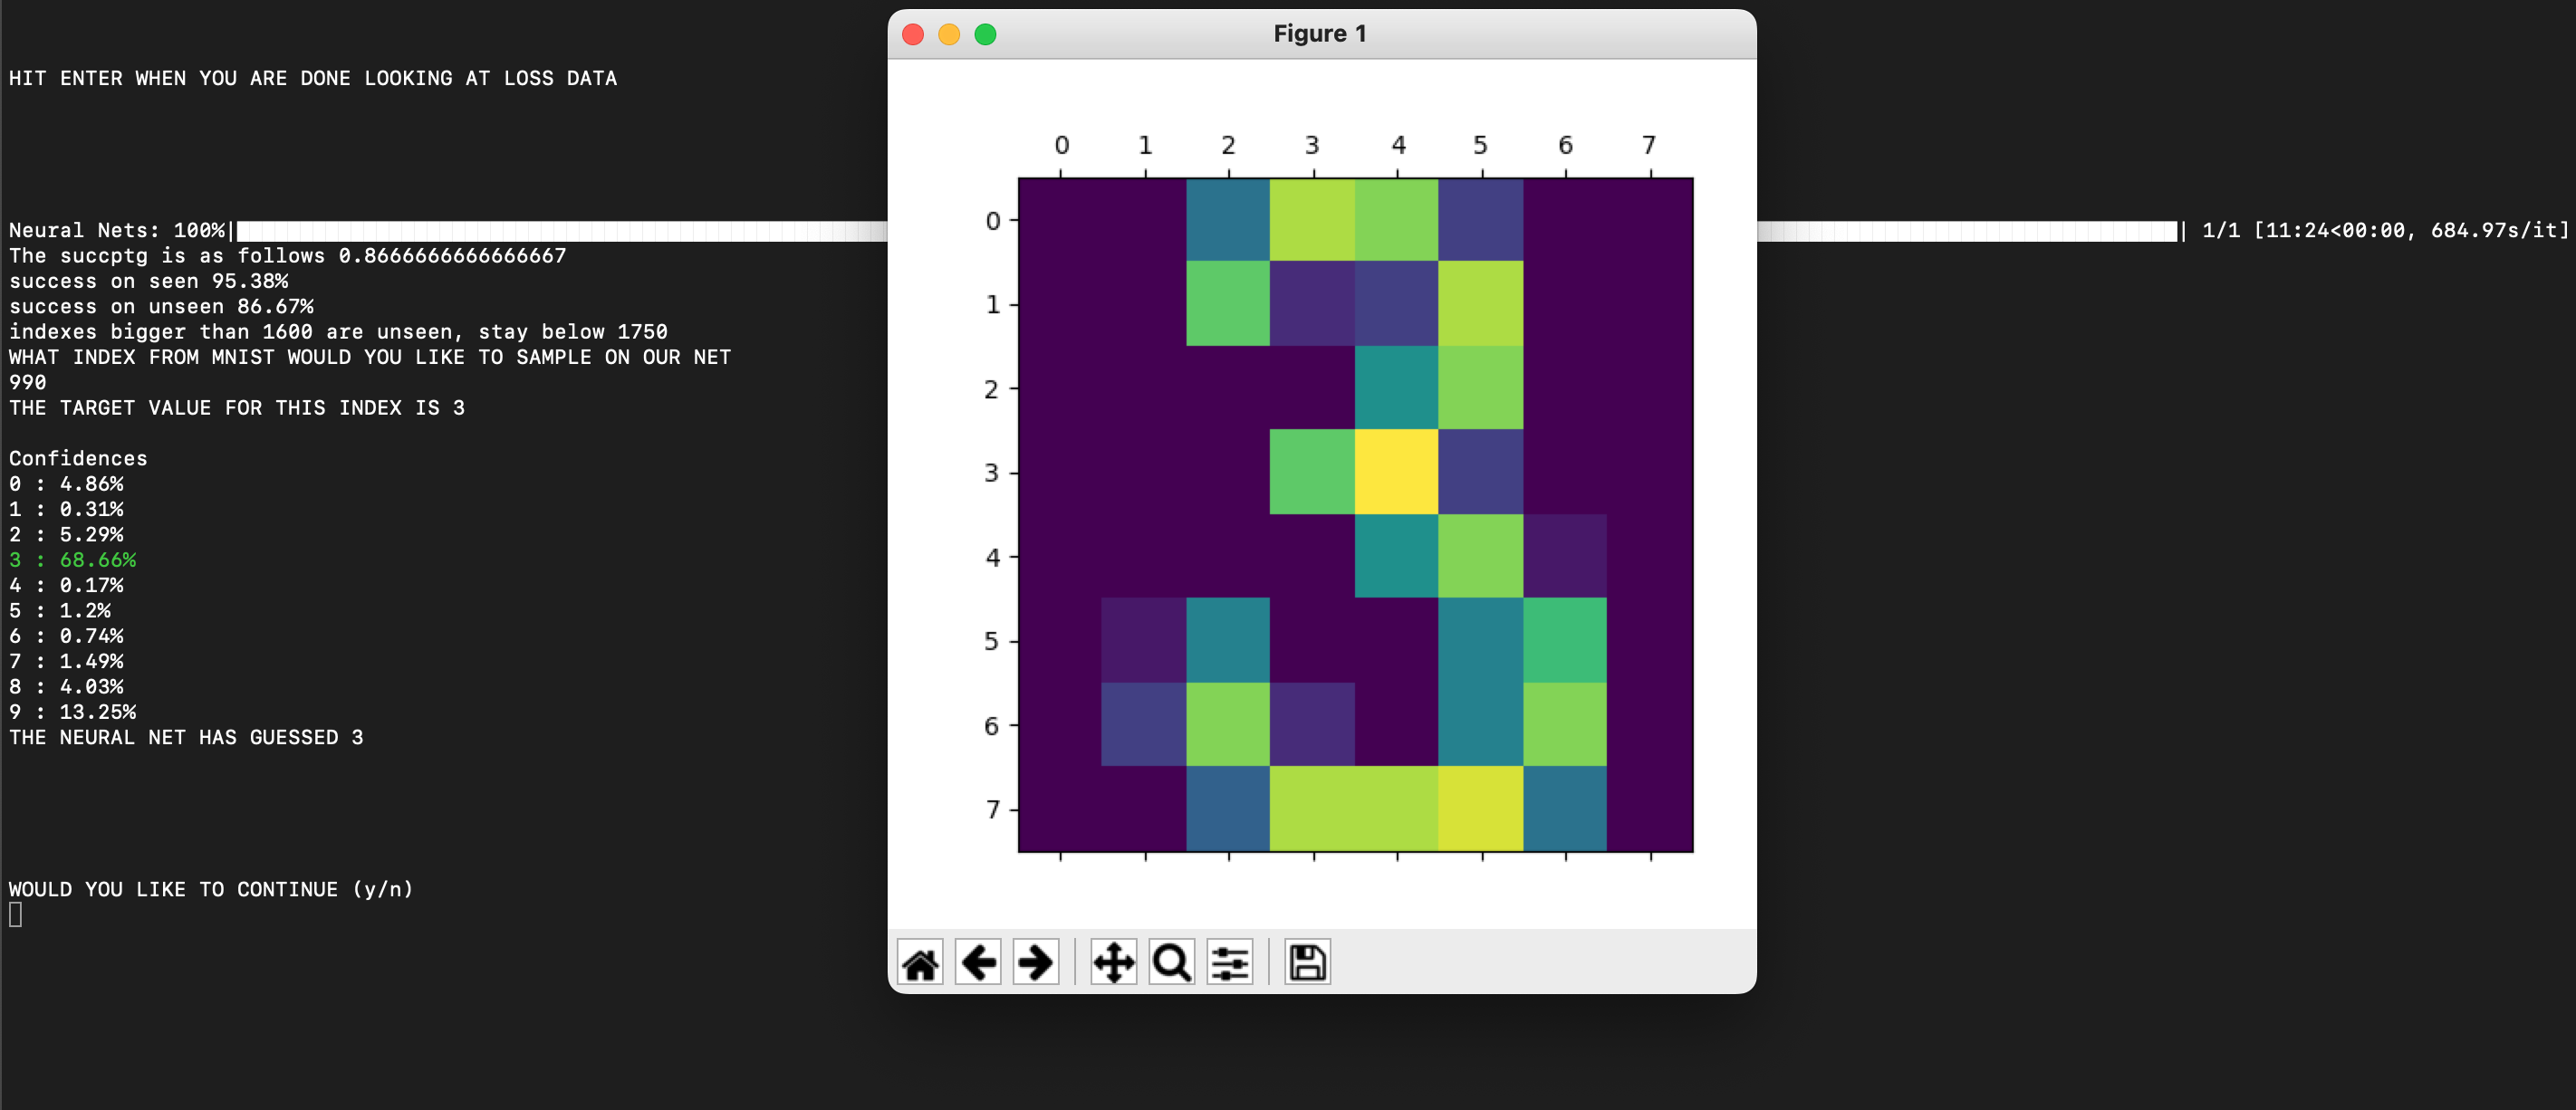 HIT ENTER WHEN YOU ARE DONE LOOKING AT LOSS DATA
Neural Nets: 100%| | 1/1 [11:24<00:00, 684.97s/it]
The succptg is as follows 0.8666666666666667
success on seen 95.38%
success on unseen 86.67%
indexes bigger than 1600 are unseen, stay below 1750
WHAT INDEX FROM MNIST WOULD YOU LIKE TO SAMPLE ON OUR NET
990
THE TARGET VALUE FOR THIS INDEX IS 3
Confidences
0 : 4.86%
1 : 0.31%
2 : 5.29%
3 : 68.66%
4 : 0.17%
5 : 1.2%
6 : 0.74%
7 : 1.49%
8 : 4.03%
9 : 13.25%
THE NEURAL NET HAS GUESSED 3
WOULD YOU LIKE TO CONTINUE (y/n)
Figure 1
0 1 2 3 4 5 6 7
0
1
2
3
4
5
6
7